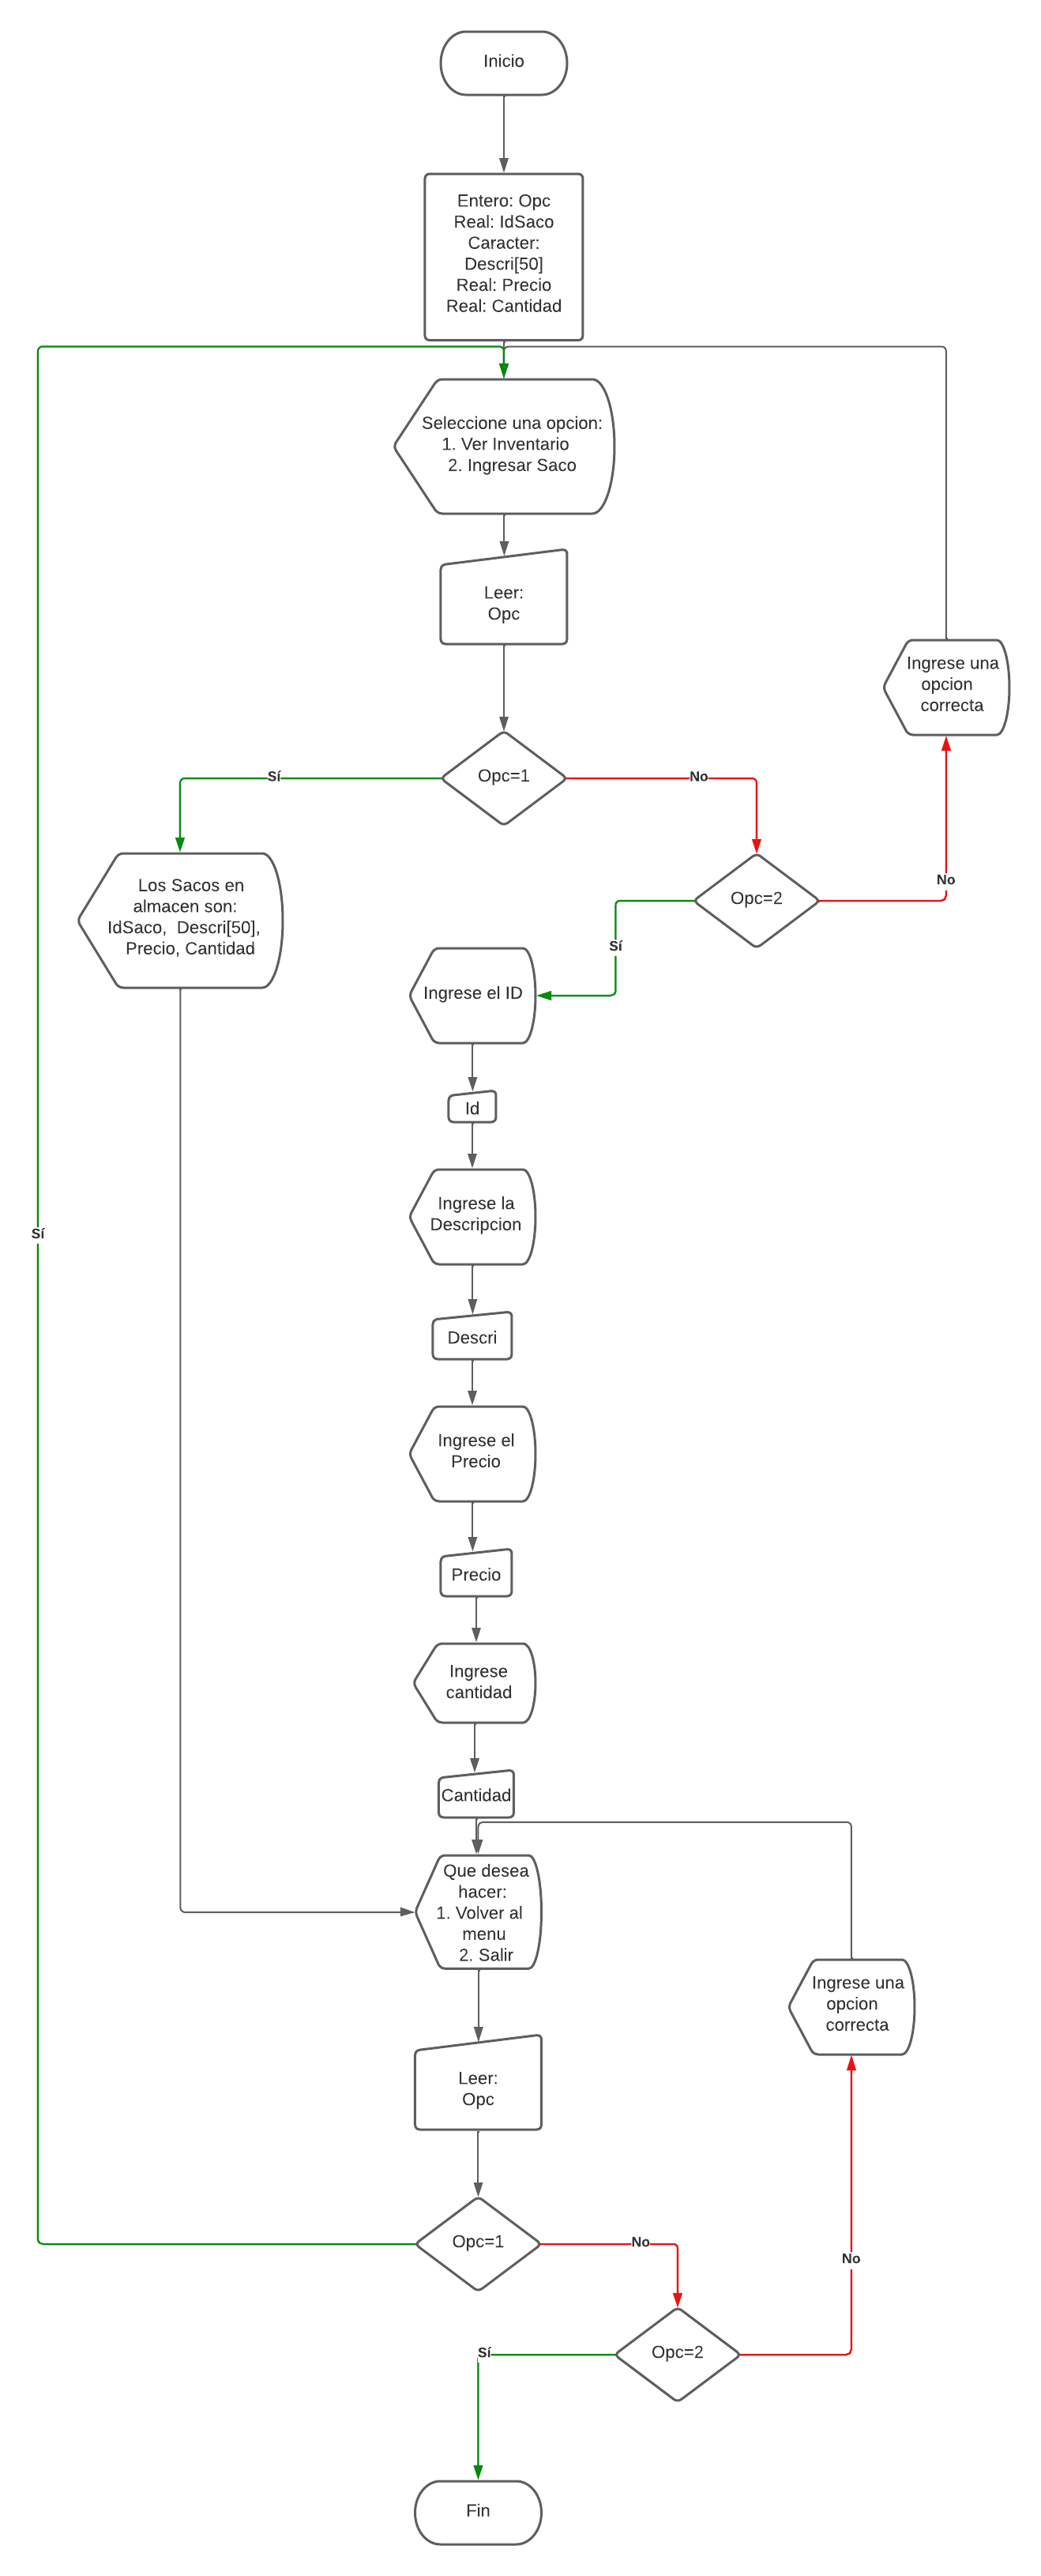 Inicio
Entero: Opc
Real: IdSaco
Caracter:
Descri[50]
Real: Precio
Real: Cantidad
Seleccione una opcion:
1. Ver Inventario
2. Ingresar Saco
Leer:
Opc
Ingrese una
opcion
correcta
Opc=1
Sí
No
Los Sacos en
almacen son:
IdSaco, Descri[50],
Precio, Cantidad
Opc=2
No
Sí
Ingrese el ID
Id
Ingrese la
Descripcion
Sí
Descri
Ingrese el
Precio
Precio
Ingrese
cantidad
Cantidad
Que desea
hacer:
1. Volver al
menu
2. Salir
Ingrese una
opcion
correcta
Leer:
Opc
Opc=1
No
No
Opc=2
Sí
Fin